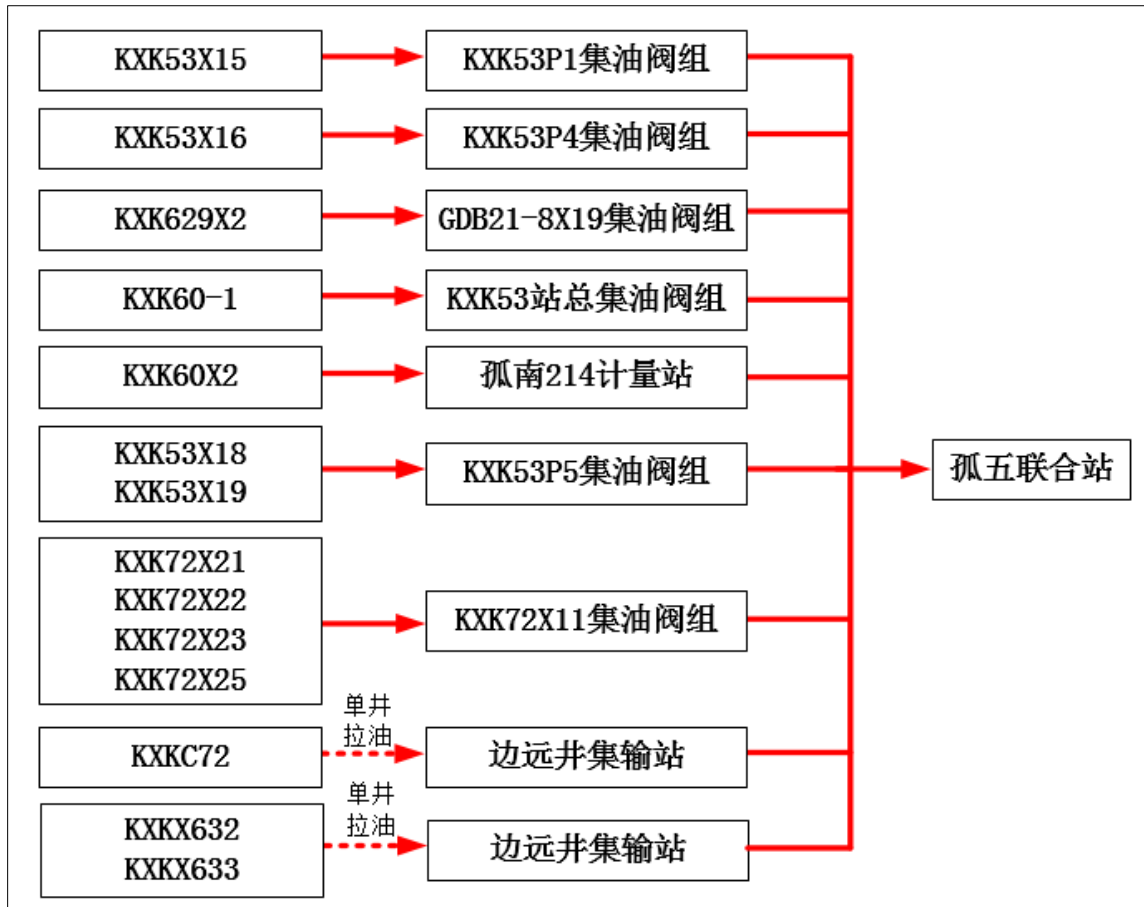 KXK53X15
KXK53P1集油阀组
KXK53X16
KXK53P4集油阀组
KXK629X2
GDB21-8X19集油阀组
KXK60-1
KXK53站总集油阀组
KXK60X2
孤南214计量站
KXK53X18
KXK53X19
KXK53P5集油阀组
孤五联合站
KXK72X21
KXK72X22
KXK72X23
KXK72X25
KXK72X11集油阀组
单井
拉油
KXKC72
边远井集输站
单井
拉油
KXKX632
KXKX633
边远井集输站